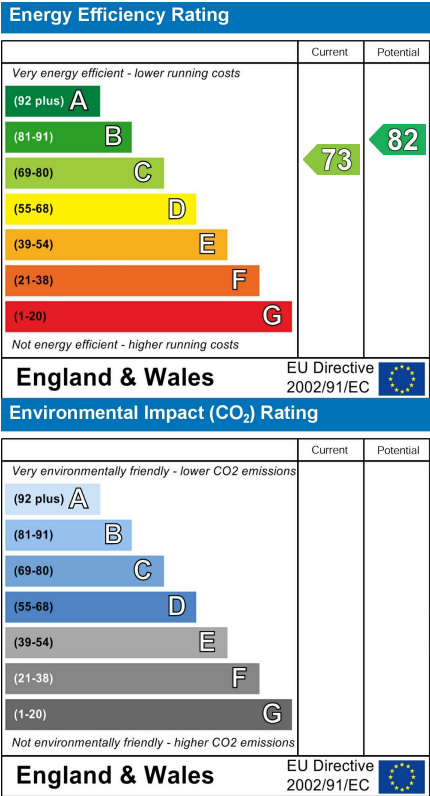 Energy Efficiency Rating
Current Potential
Very energy efficient - lower running costs
(92 plus) A
(81-91) B
(69-80) C
(55-68) D
(39-54) E
(21-38) F
(1-20) G
73
82
Not energy efficient - higher running costs
England & Wales
EU Directive
2002/91/EC
Environmental Impact (CO₂) Rating
Current Potential
Very environmentally friendly - lower CO2 emissions
(92 plus) A
(81-91) B
(69-80) C
(55-68) D
(39-54) E
(21-38) F
(1-20) G
Not environmentally friendly - higher CO2 emissions
England & Wales
EU Directive
2002/91/EC